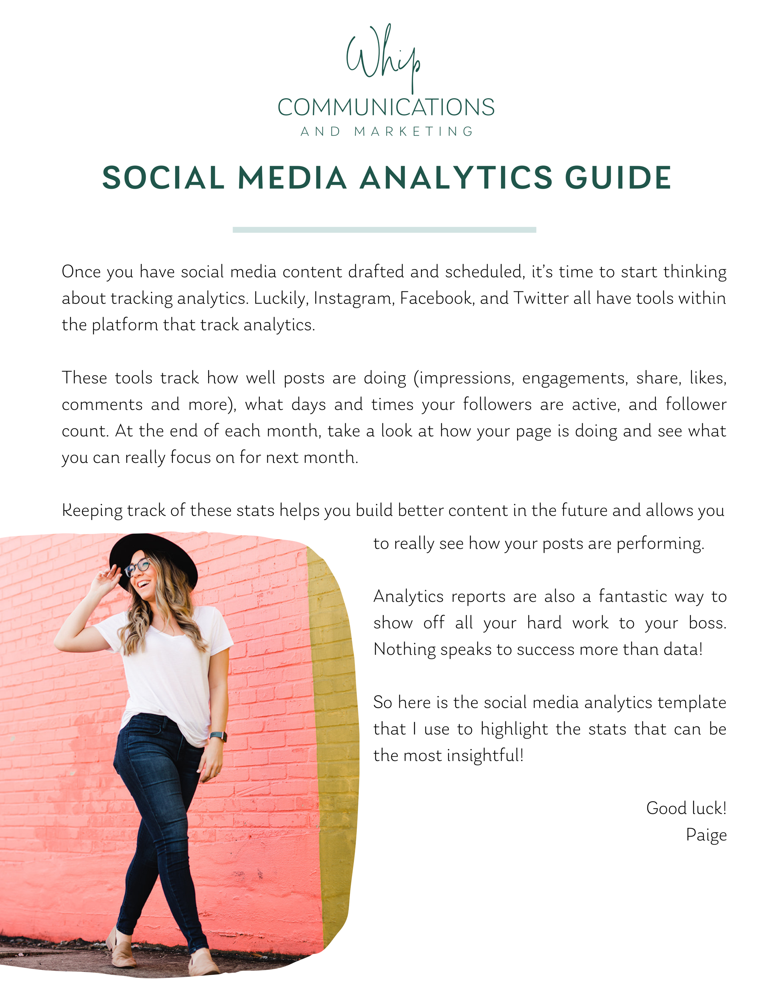 Whip
COMMUNICATIONS
AND MARKETING
SOCIAL MEDIA ANALYTICS GUIDE
Once you have social media content drafted and scheduled, it’s time to start thinking
about tracking analytics. Luckily, Instagram, Facebook, and Twitter all have tools within
the platform that track analytics.
These tools track how well posts are doing (impressions, engagements, share, likes,
comments and more), what days and times your followers are active, and follower
count. At the end of each month, take a look at how your page is doing and see what
you can really focus on for next month.
Keeping track of these stats helps you build better content in the future and allows you
to really see how your posts are performing.
Analytics reports are also a fantastic way to
show off all your hard work to your boss.
Nothing speaks to success more than data!
So here is the social media analytics template
that I use to highlight the stats that can be
the most insightful!
Good luck!
Paige